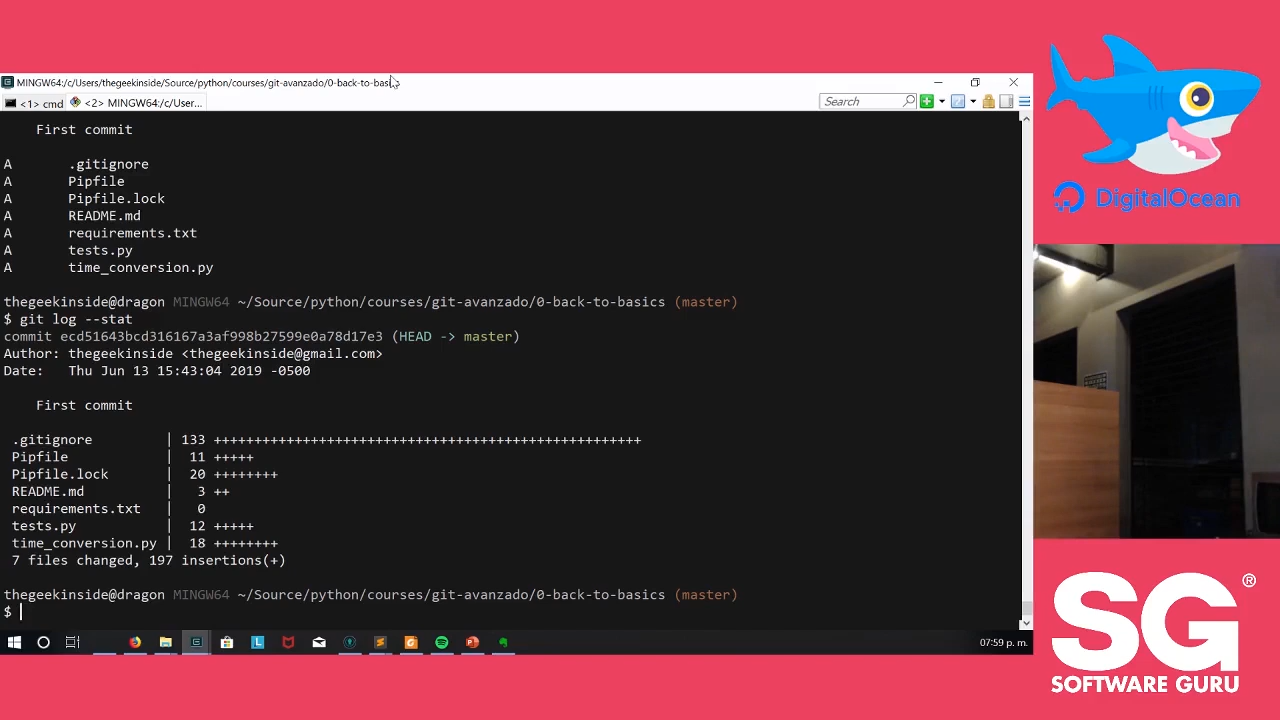 MINGW64:/c/Users/thegeekinside/Source/python/courses/git-avanzado/0-back-to-basics
<1> cmd
<2> MINGW64:/c/User...
Search
First commit
A .gitignore
A Pipfile
A Pipfile.lock
A README.md
A requirements.txt
A tests.py
A time_conversion.py
thegeekinside@dragon MINGW64 ~/Source/python/courses/git-avanzado/0-back-to-basics (master)
$ git log --stat
commit ecd51643bcd316167a3af998b27599e0a78d17e3 (HEAD -> master)
Author: thegeekinside <thegeekinside@gmail.com>
Date: Thu Jun 13 15:43:04 2019 -0500
First commit
.gitignore | 133 +++++++++++++++++++++++++++++++++++++++++++++++++++++
Pipfile | 11 +++++
Pipfile.lock | 20 ++++++++
README.md | 3 ++
requirements.txt | 0
tests.py | 12 +++++
time_conversion.py | 18 ++++++++
7 files changed, 197 insertions(+)
thegeekinside@dragon MINGW64 ~/Source/python/courses/git-avanzado/0-back-to-basics (master)
$
07:59 p. m.
DigitalOcean
SG®
SOFTWARE GURU